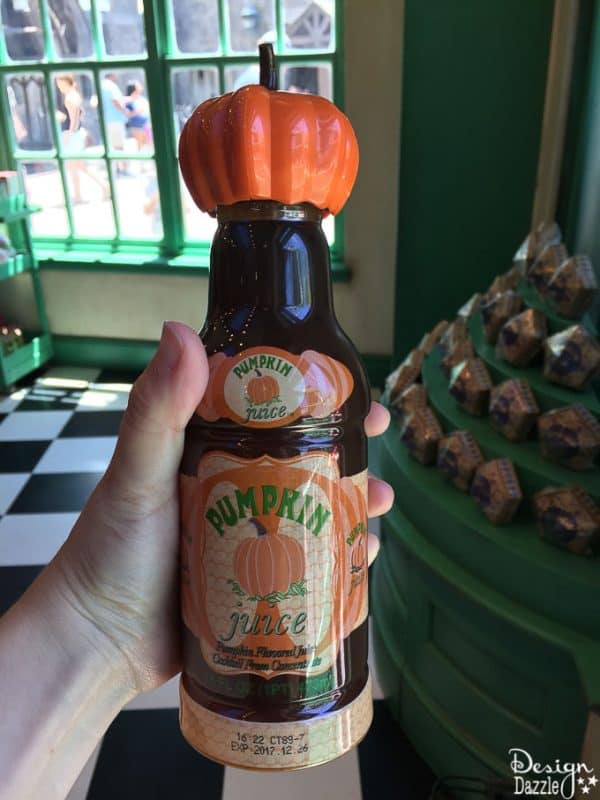 PUMPKIN
juice
PUMPKIN
juice
Pumpkin Flavored Juice
Cocktail From Concentrate
16:22 CT89-7
EXP·2017.12.26
Design
Dazzle